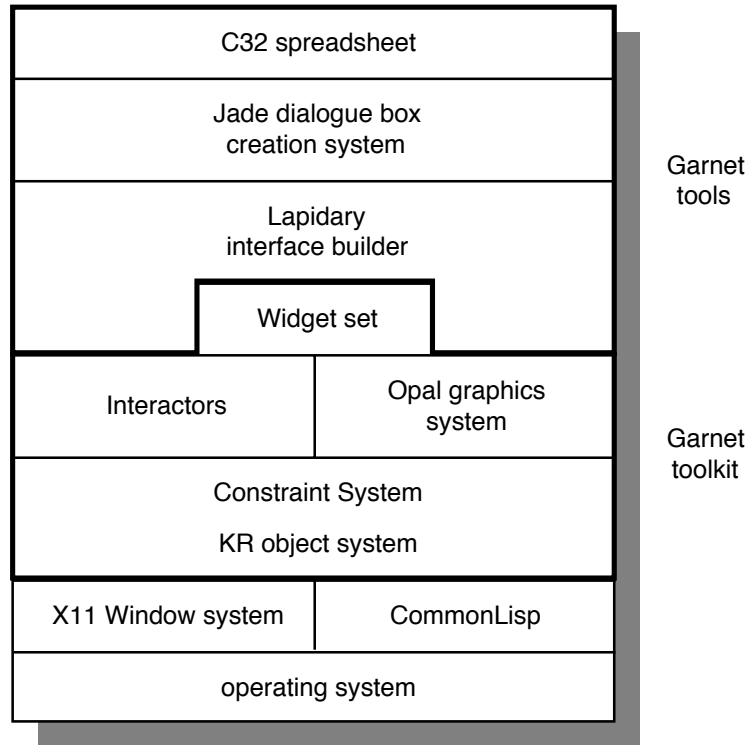 C32 spreadsheet
Jade dialogue box
creation system
Garnet
tools
Lapidary
interface builder
Widget set
Interactors
Opal graphics
system
Garnet
toolkit
Constraint System
KR object system
X11 Window system
CommonLisp
operating system